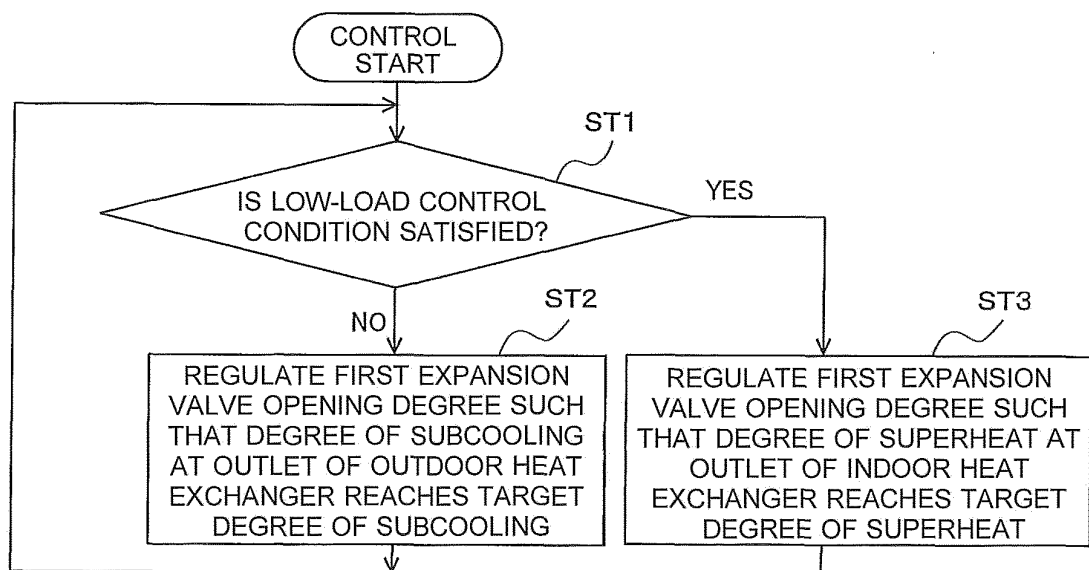 CONTROL
START
ST1
IS LOW-LOAD CONTROL
CONDITION SATISFIED?
YES
NO
ST2
REGULATE FIRST EXPANSION
VALVE OPENING DEGREE SUCH
THAT DEGREE OF SUBCOOLING
AT OUTLET OF OUTDOOR HEAT
EXCHANGER REACHES TARGET
DEGREE OF SUBCOOLING
ST3
REGULATE FIRST EXPANSION
VALVE OPENING DEGREE SUCH
THAT DEGREE OF SUPERHEAT AT
OUTLET OF INDOOR HEAT
EXCHANGER REACHES TARGET
DEGREE OF SUPERHEAT